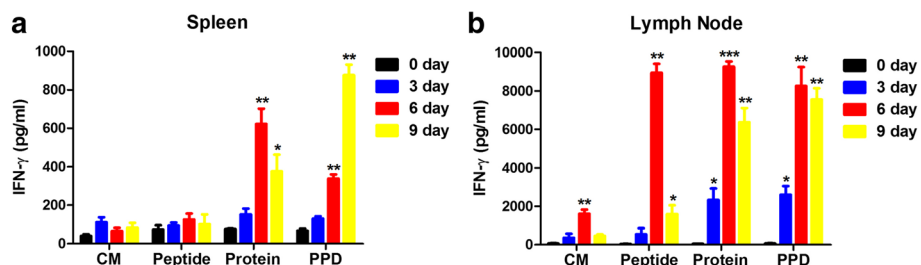 a
Spleen
1000
800
600
400
200
0
IFN-γ (pg/ml)
**
*
**
**
CM Peptide Protein PPD
0 day
3 day
6 day
9 day
b
Lymph Node
10000
8000
6000
4000
2000
0
IFN-γ (pg/ml)
**
**
*
*
***
**
*
**
**
CM Peptide Protein PPD
0 day
3 day
6 day
9 day